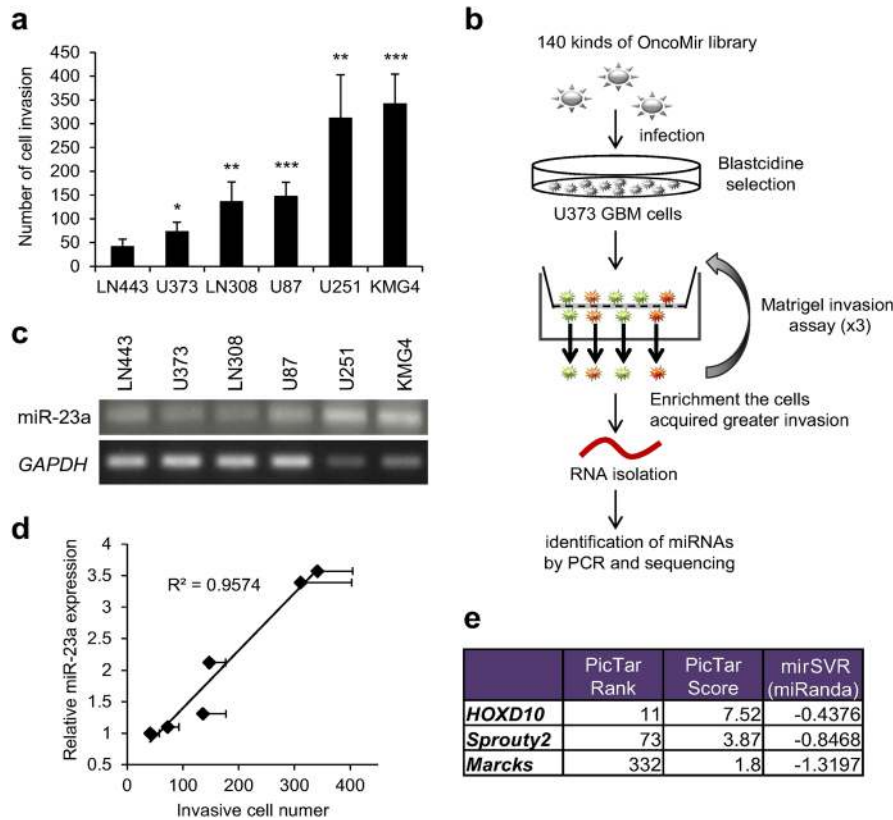 a
Number of cell invasion
450
400
350
300
250
200
150
100
50
0
*
**
***
**
***
LN443 U373 LN308 U87 U251 KMG4
b
140 kinds of OncoMir library
infection
Blastcidine
selection
U373 GBM cells
Matrigel invasion
assay (x3)
Enrichment the cells
acquired greater invasion
RNA isolation
identification of miRNAs
by PCR and sequencing
c
LN443
U373
LN308
U87
U251
KMG4
miR-23a
GAPDH
d
Relative miR-23a expression
4
3.5
3
2.5
2
1.5
1
0.5
R² = 0.9574
0 100 200 300 400
Invasive cell numer
e
PicTar Rank PicTar Score mirSVR (miRanda)
HOXD10 11 7.52 -0.4376
Sprouty2 73 3.87 -0.8468
Marcks 332 1.8 -1.3197